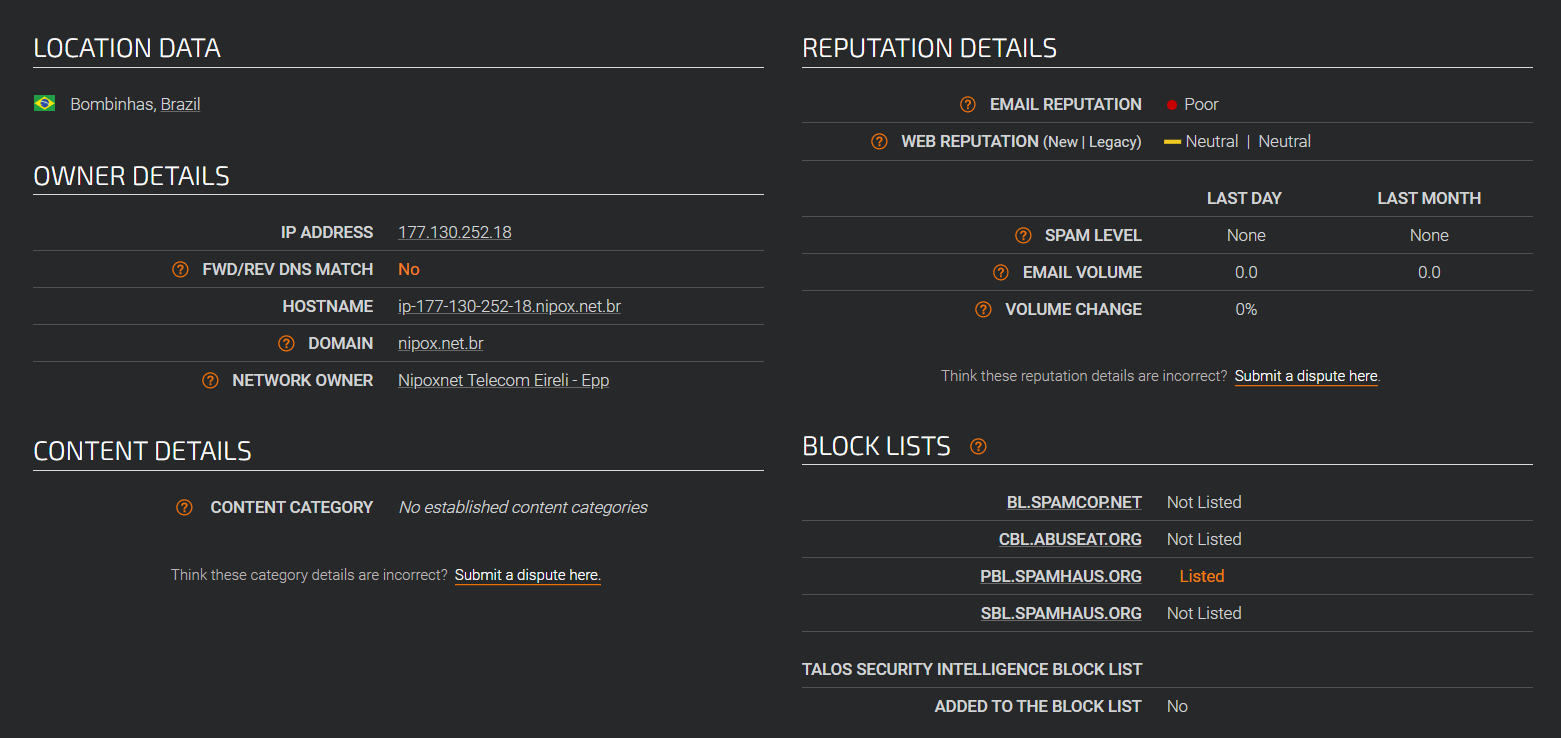 LOCATION DATA
Bombinhas, Brazil
OWNER DETAILS
IP ADDRESS 177.130.252.18
FWD/REV DNS MATCH No
HOSTNAME ip-177-130-252-18.nipox.net.br
DOMAIN nipox.net.br
NETWORK OWNER Nipoxnet Telecom Eireli - Epp
CONTENT DETAILS
CONTENT CATEGORY No established content categories
Think these category details are incorrect? Submit a dispute here.
REPUTATION DETAILS
EMAIL REPUTATION Poor
WEB REPUTATION (New | Legacy) Neutral | Neutral
LAST DAY LAST MONTH
SPAM LEVEL None None
EMAIL VOLUME 0.0 0.0
VOLUME CHANGE 0%
Think these reputation details are incorrect? Submit a dispute here.
BLOCK LISTS ?
BL.SPAMCOP.NET Not Listed
CBL.ABUSEAT.ORG Not Listed
PBL.SPAMHAUS.ORG Listed
SBL.SPAMHAUS.ORG Not Listed
TALOS SECURITY INTELLIGENCE BLOCK LIST
ADDED TO THE BLOCK LIST No